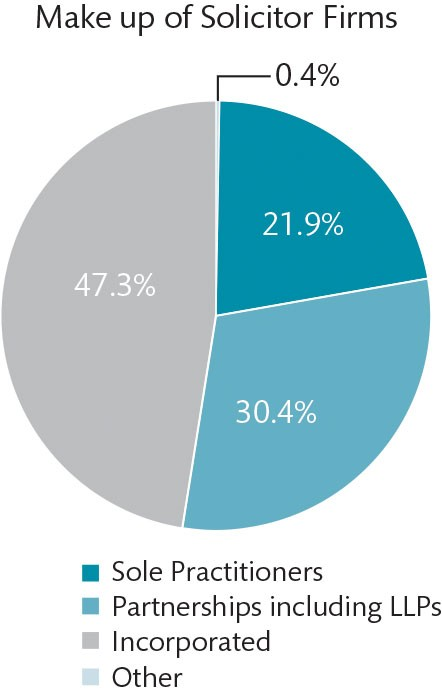 Make up of Solicitor Firms
0.4%
21.9%
47.3%
30.4%
Sole Practitioners
Partnerships including LLPs
Incorporated
Other